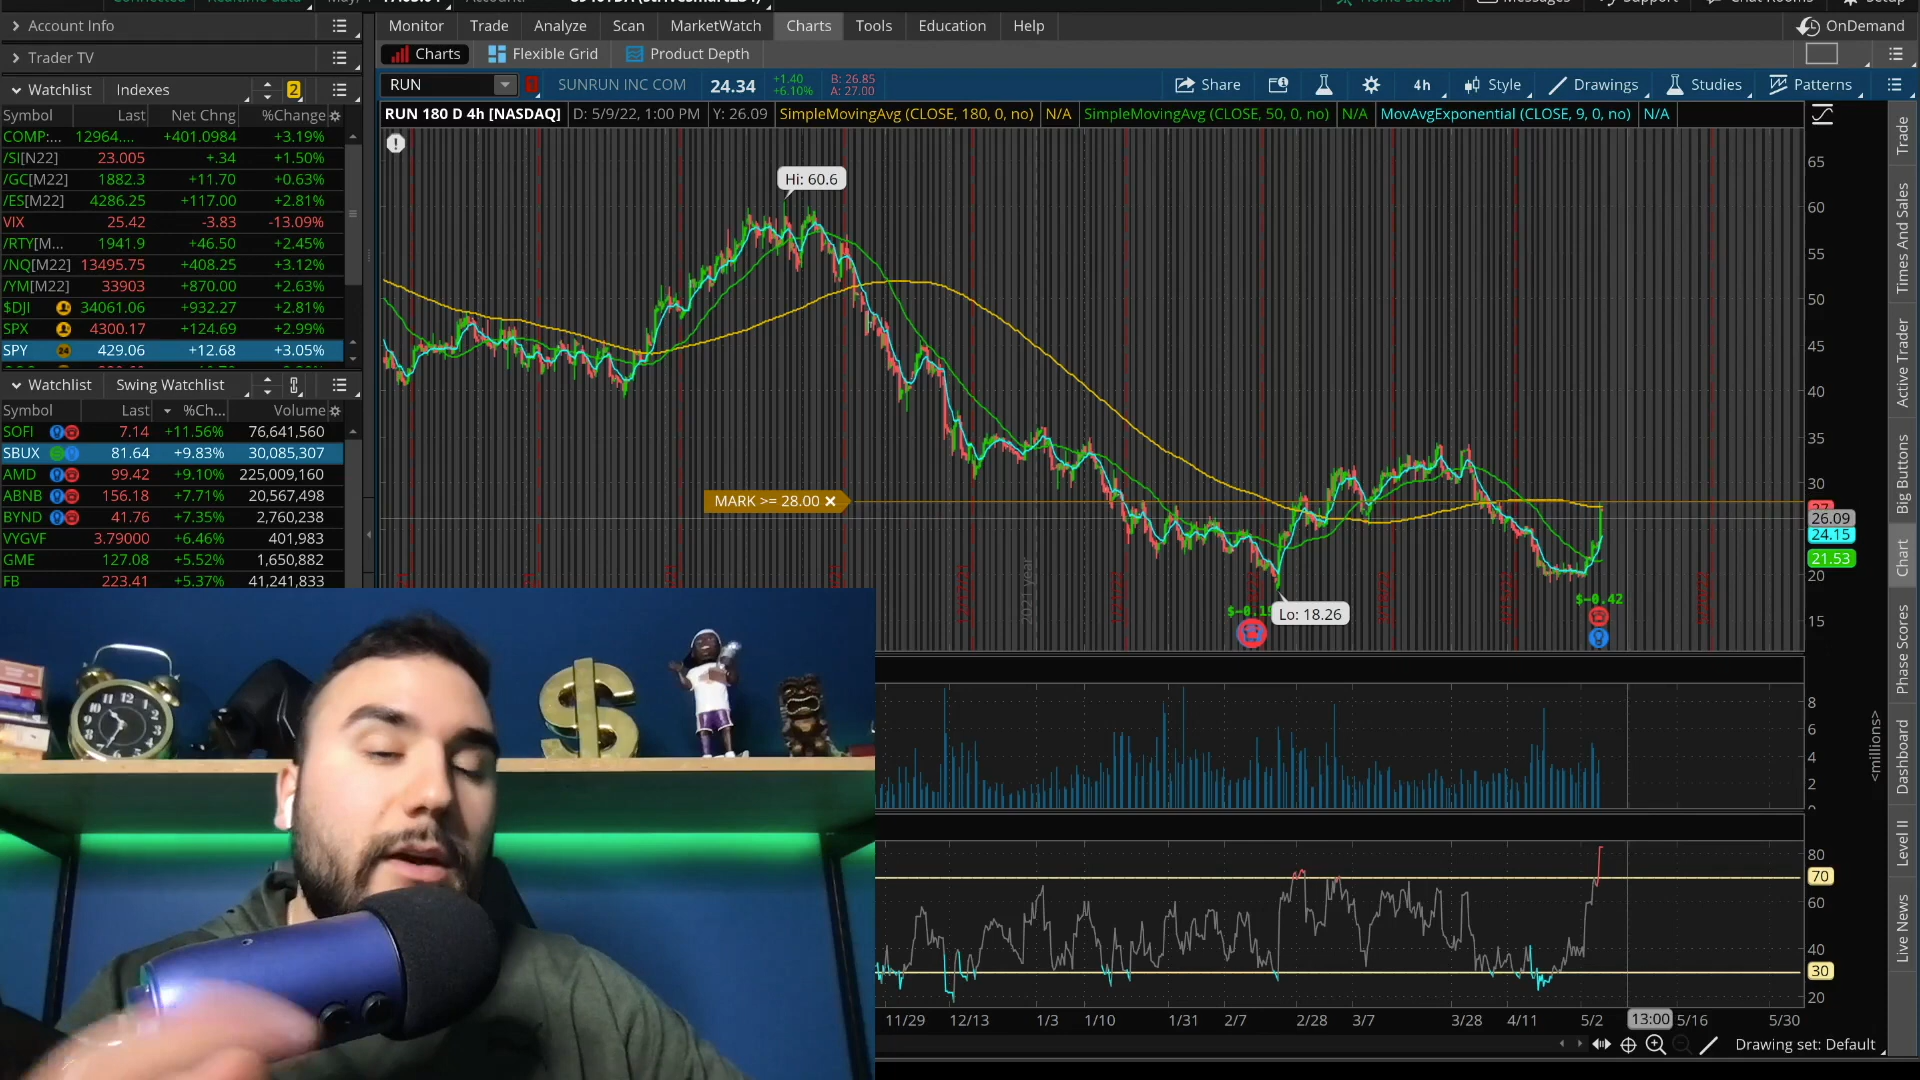 Account Info
Trader TV
Monitor Trade Analyze Scan MarketWatch Charts Tools Education Help
OnDemand
Charts Flexible Grid Product Depth
Watchlist Indexes 2
Symbol Last Net Chng %Change
COMP:... 12964.... +401.0984 +3.19%
/SI[N22] 23.005 +.34 +1.50%
/GC[M22] 1882.3 +11.70 +0.63%
/ES[M22] 4286.25 +117.00 +2.81%
VIX 25.42 -3.83 -13.09%
/RTY[M... 1941.9 +46.50 +2.45%
/NQ[M22] 13495.75 +408.25 +3.12%
/YM[M22] 33903 +870.00 +2.63%
$DJI 34061.06 +932.27 +2.81%
SPX 4300.17 +124.69 +2.99%
SPY 429.06 +12.68 +3.05%
Watchlist Swing Watchlist
Symbol Last %Ch... Volume
SOFI 7.14 +11.56% 76,641,560
SBUX 81.64 +9.83% 30,085,307
AMD 99.42 +9.10% 225,009,160
ABNB 156.18 +7.71% 20,567,498
BYND 41.76 +7.35% 2,760,238
VYGVF 3.79000 +6.46% 401,983
GME 127.08 +5.52% 1,650,882
FB 223.41 +5.37% 41,241,833
RUN SUNRUN INC COM 24.34 +1.40 +6.10% B: 26.85 A: 27.00
Share 4h Style Drawings Studies Patterns
RUN 180 D 4h [NASDAQ] D: 5/9/22, 1:00 PM Y: 26.09 SimpleMovingAvg (CLOSE, 180, 0, no) N/A SimpleMovingAvg (CLOSE, 50, 0, no) N/A MovAvgExponential (CLOSE, 9, 0, no) N/A
Hi: 60.6
MARK >= 28.00
Lo: 18.26
$-0.42
2021 year
65
60
55
50
45
40
35
30
26.09
24.15
21.53
20
15
8
6
4
2
<millions>
80
70
60
40
30
20
11/29 12/13 1/3 1/10 1/31 2/7 2/28 3/7 3/28 4/11 5/2 13:00 5/16 5/30
Drawing set: Default
Trade
Times And Sales
Active Trader
Big Buttons
Chart
Phase Scores
Dashboard
Level II
Live News